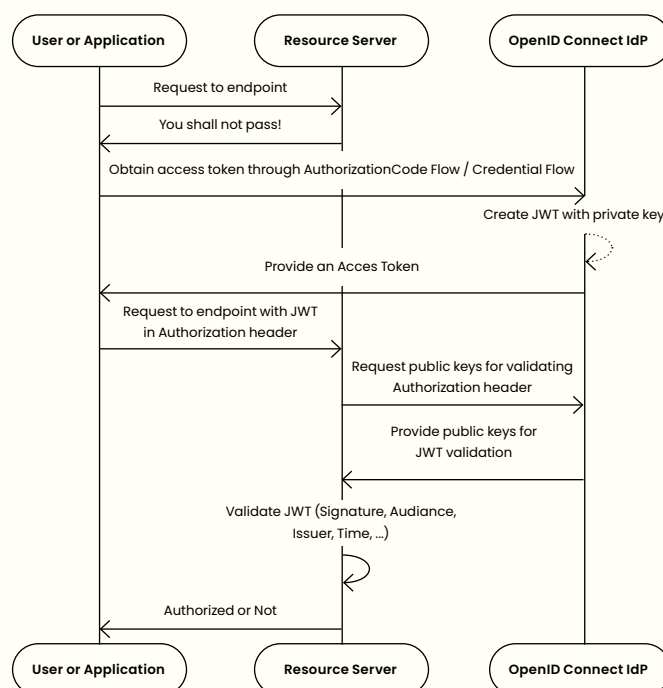 User or Application
Resource Server
OpenID Connect IdP
Request to endpoint
You shall not pass!
Obtain access token through AuthorizationCode Flow / Credential Flow
Create JWT with private key
Provide an Acces Token
Request to endpoint with JWT
in Authorization header
Request public keys for validating
Authorization header
Provide public keys for
JWT validation
Validate JWT (Signature, Audiance,
Issuer, Time, ...)
Authorized or Not
User or Application
Resource Server
OpenID Connect IdP